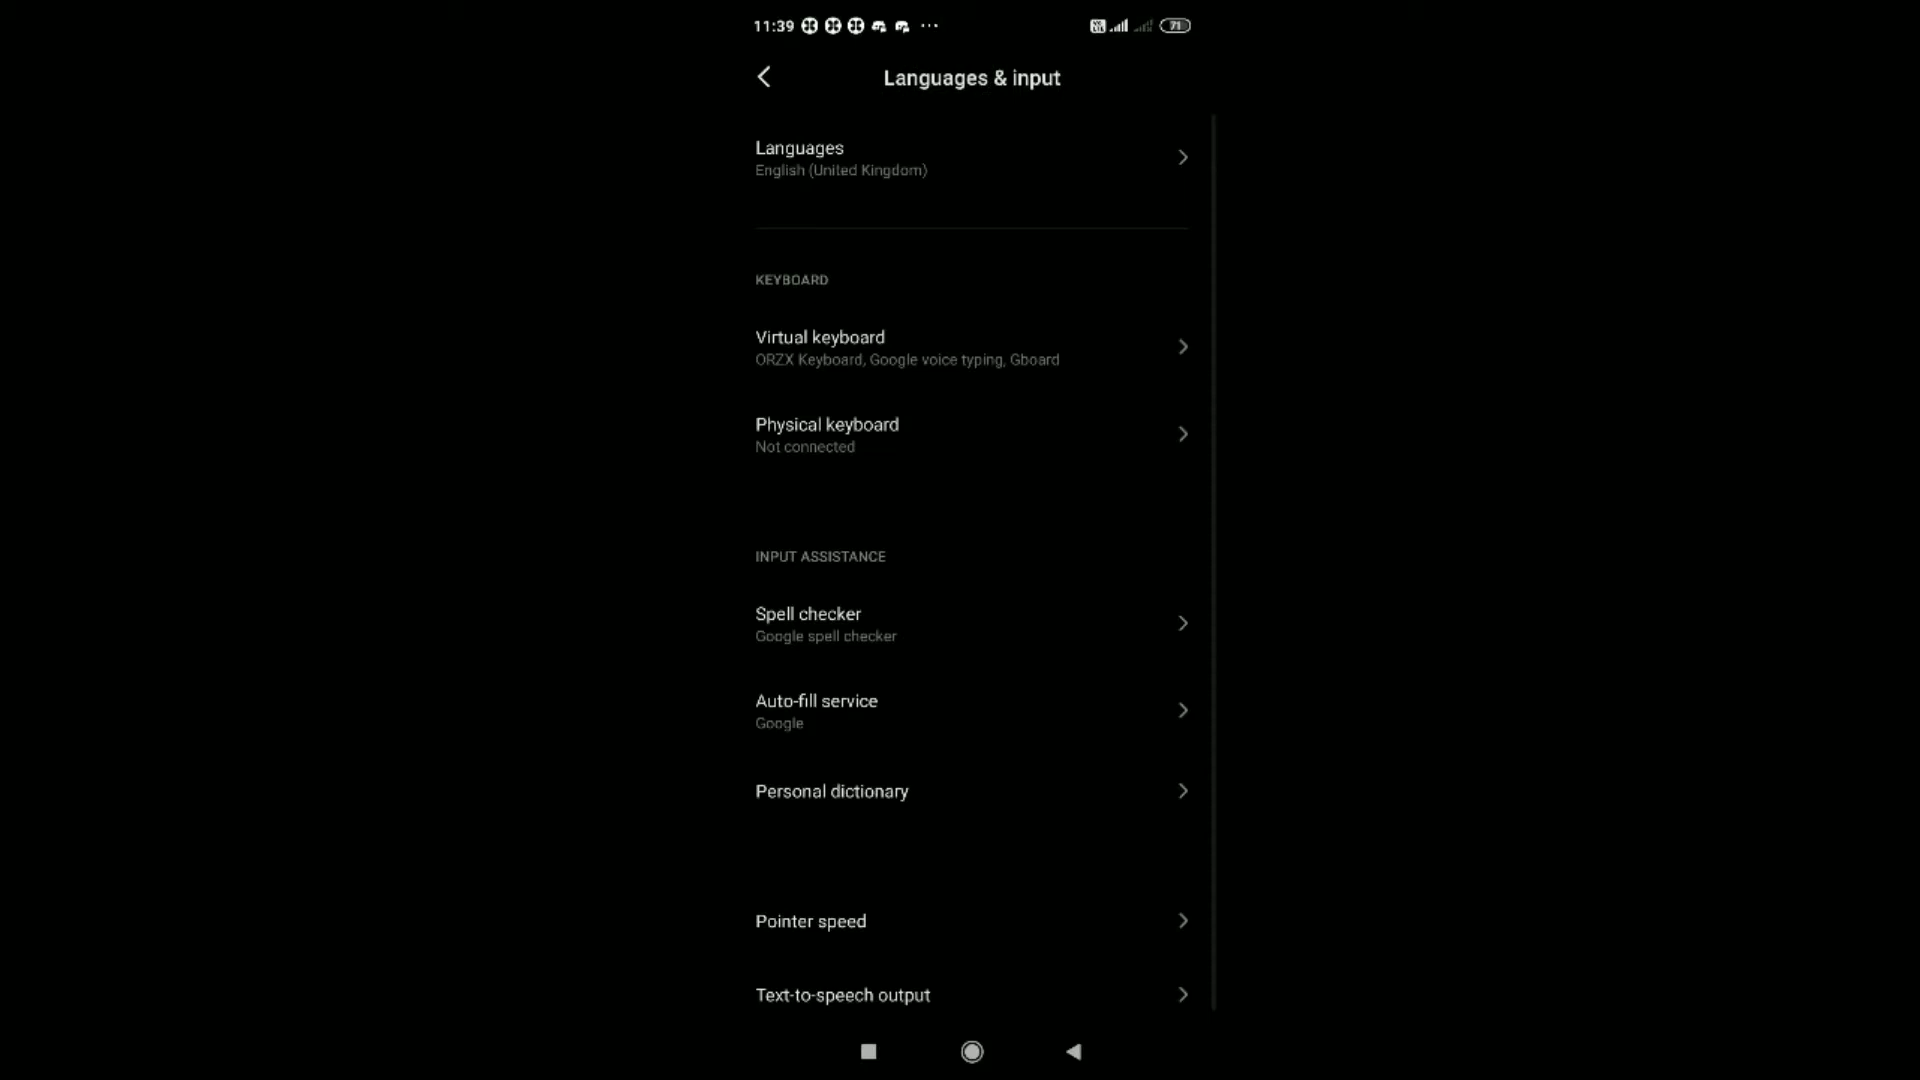 11:39 ... 71
Languages & input
Languages
English (United Kingdom)
KEYBOARD
Virtual keyboard
ORZX Keyboard, Google voice typing, Gboard
Physical keyboard
Not connected
INPUT ASSISTANCE
Spell checker
Google spell checker
Auto-fill service
Google
Personal dictionary
Pointer speed
Text-to-speech output